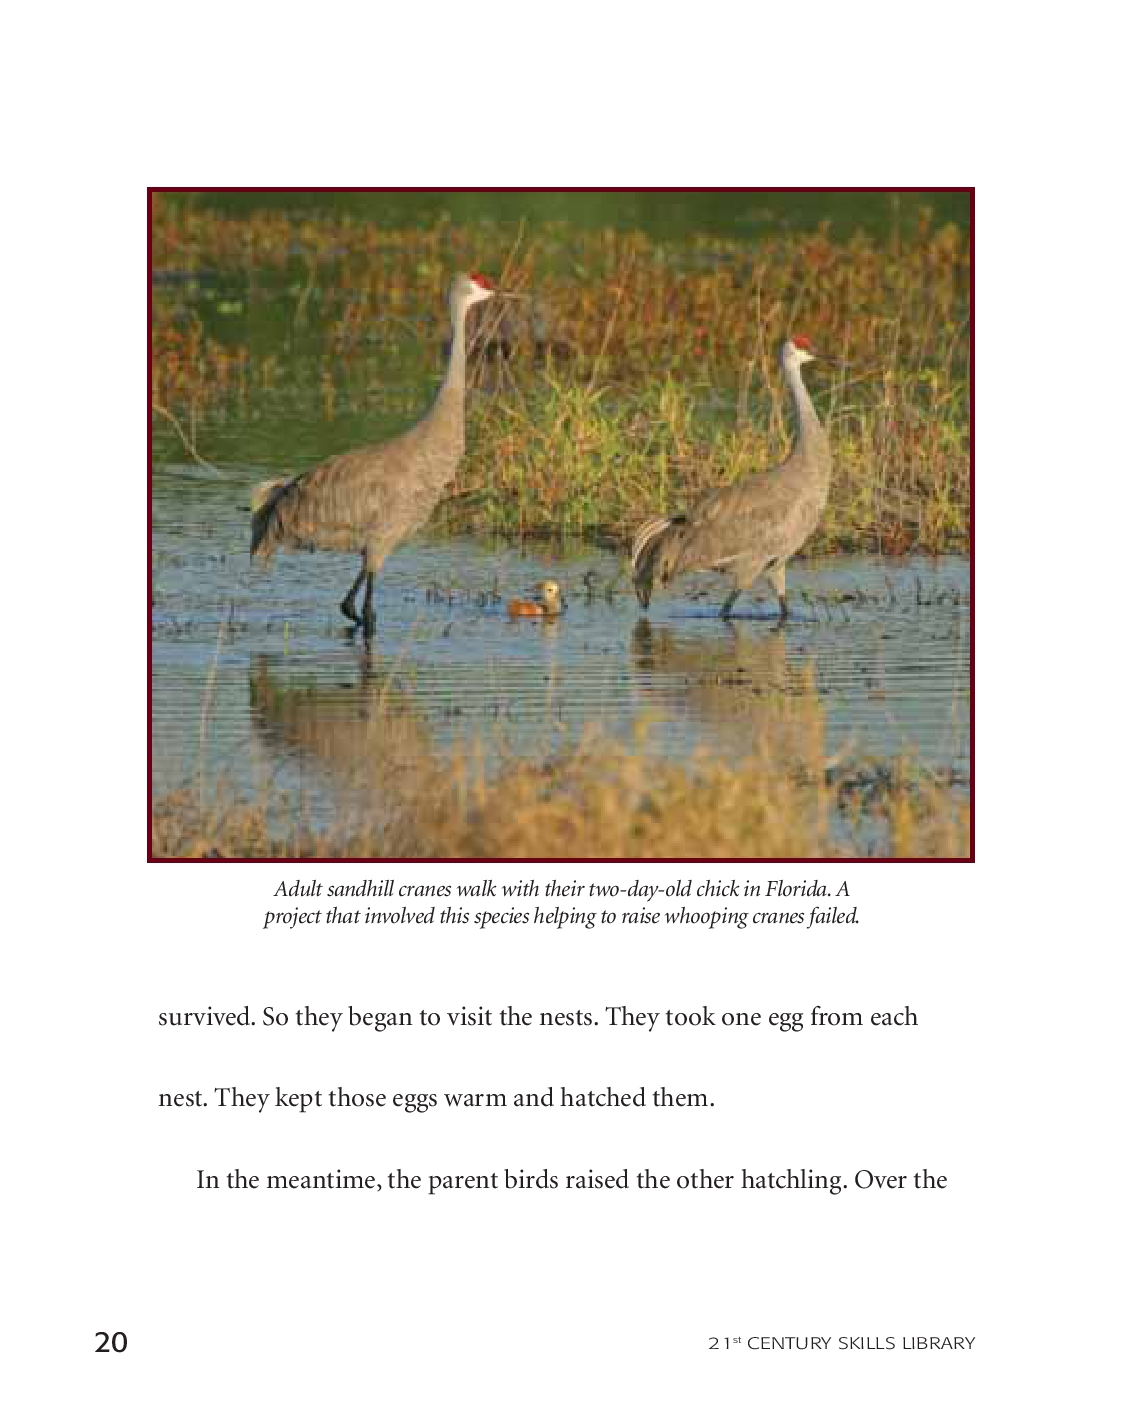 Adult sandhill cranes walk with their two-day-old chick in Florida. A
project that involved this species helping to raise whooping cranes failed.
survived. So they began to visit the nests. They took one egg from each
nest. They kept those eggs warm and hatched them.
In the meantime, the parent birds raised the other hatchling. Over the
20
21st CENTURY SKILLS LIBRARY